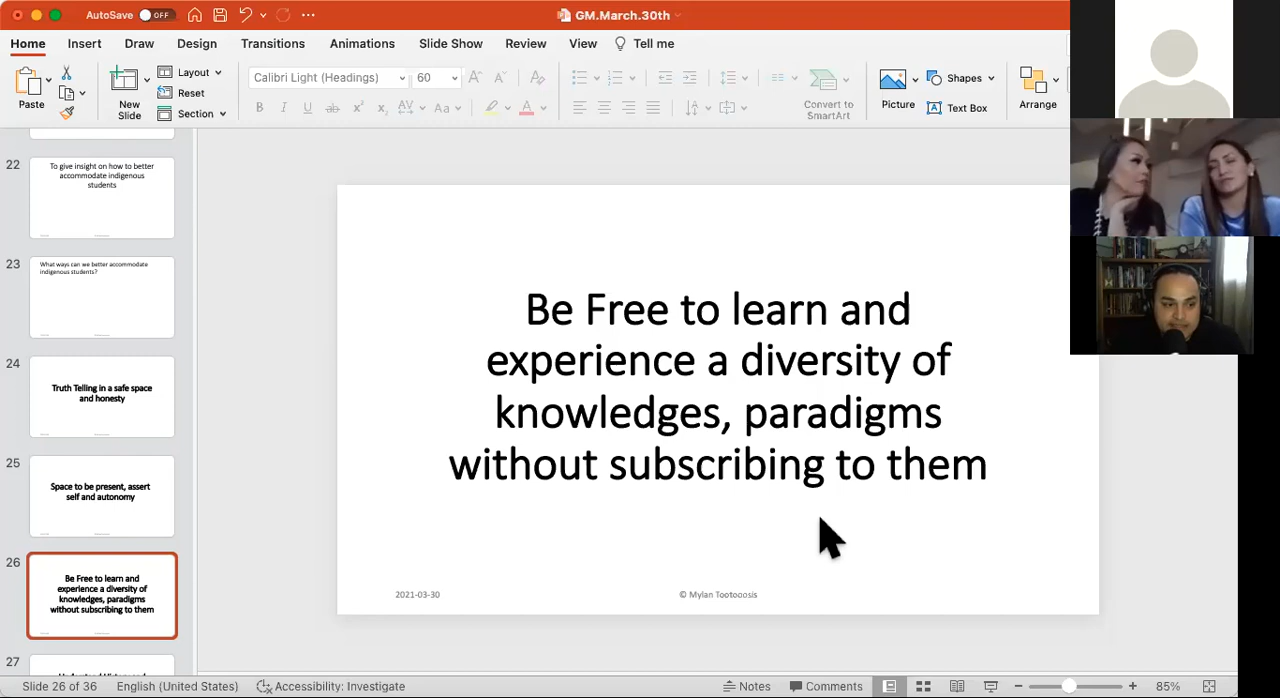 AutoSave OFF
GM.March.30th
Home Insert Draw Design Transitions Animations Slide Show Review View Tell me
Paste
New Slide
Layout
Reset
Section
Calibri Light (Headings) 60
Convert to SmartArt
Picture
Shapes
Text Box
Arrange
22
To give insight on how to better
accommodate indigenous
students
23
What ways can we better accommodate
indigenous students?
24
Truth Telling in a safe space
and honesty
25
Space to be present, assert
self and autonomy
26
Be Free to learn and
experience a diversity of
knowledges, paradigms
without subscribing to them
27
Be Free to learn and
experience a diversity of
knowledges, paradigms
without subscribing to them
2021-03-30
© Mylan Tootoosis
Slide 26 of 36 English (United States) Accessibility: Investigate Notes Comments 85%